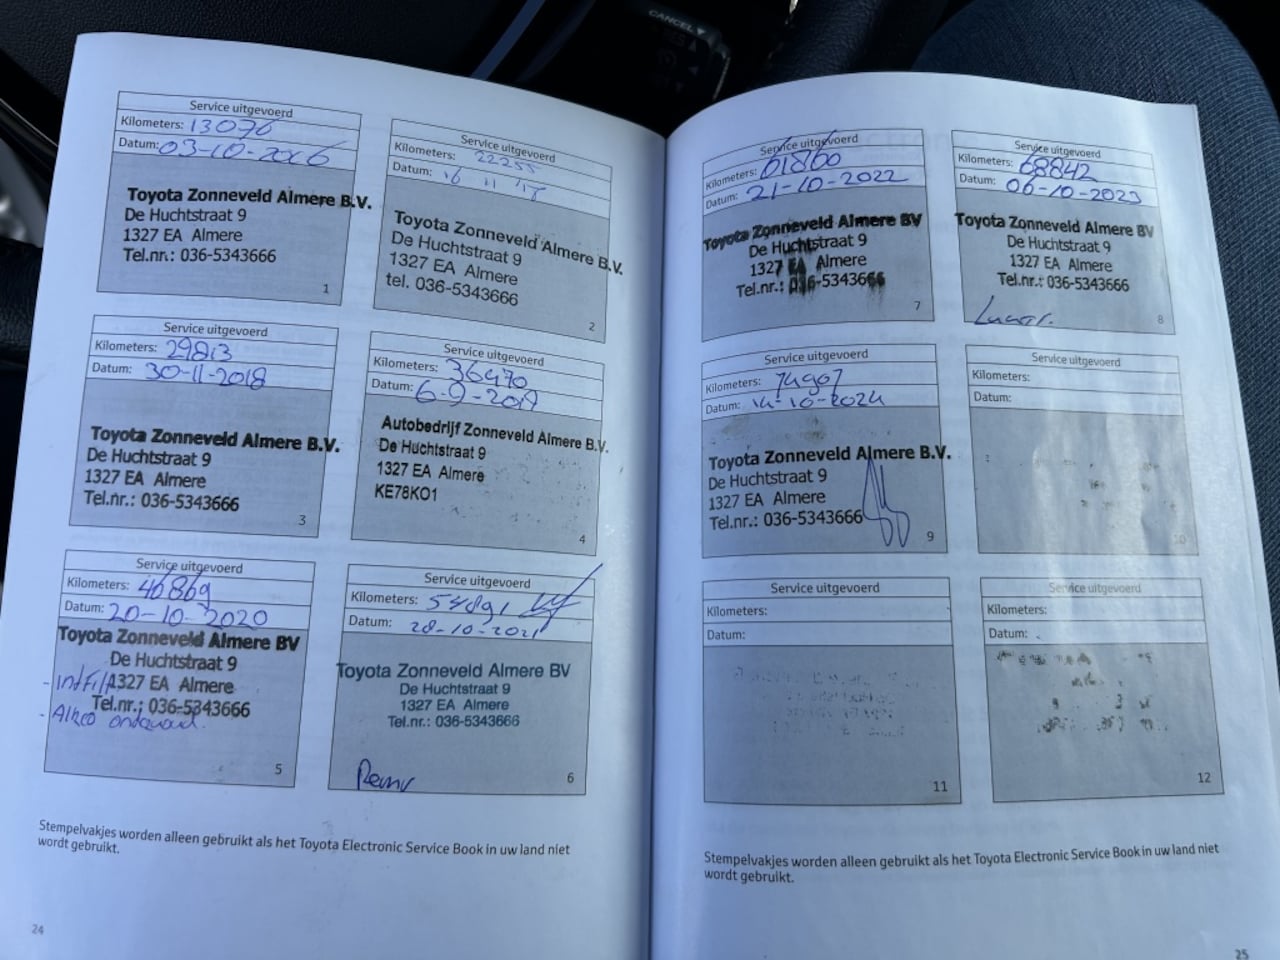 CANCEL
Service uitgevoerd
Kilometers: 13076
Datum: 03-10-2016
Toyota Zonneveld Almere B.V.
De Huchtstraat 9
1327 EA Almere
Tel.nr.: 036-5343666
1
Service uitgevoerd
Kilometers: 22255
Datum: 16 11 '17
Toyota Zonneveld Almere B.V.
De Huchtstraat 9
1327 EA Almere
tel. 036-5343666
2
Service uitgevoerd
Kilometers: 29813
Datum: 30-11-2018
Toyota Zonneveld Almere B.V.
De Huchtstraat 9
1327 EA Almere
Tel.nr.: 036-5343666
3
Service uitgevoerd
Kilometers: 36470
Datum: 6-9-2019
Autobedrijf Zonneveld Almere B.V.
De Huchtstraat 9
1327 EA Almere
KE78KO1
4
Service uitgevoerd
Kilometers: 46869
Datum: 20-10-2020
Toyota Zonneveld Almere BV
De Huchtstraat 9
1327 EA Almere
Tel.nr.: 036-5343666
5
Service uitgevoerd
Kilometers: 54891
Datum: 28-10-2021
Toyota Zonneveld Almere BV
De Huchtstraat 9
1327 EA Almere
Tel.nr.: 036-5343666
6
Stempelvakjes worden alleen gebruikt als het Toyota Electronic Service Book in uw land niet
wordt gebruikt.
24
Service uitgevoerd
Kilometers: 61860
Datum: 21-10-2022
Toyota Zonneveld Almere BV
De Huchtstraat 9
1327 EA Almere
Tel.nr.: 036-5343666
7
Service uitgevoerd
Kilometers: 68842
Datum: 06-10-2023
Toyota Zonneveld Almere BV
De Huchtstraat 9
1327 EA Almere
Tel.nr.: 036-5343666
8
Service uitgevoerd
Kilometers: 74907
Datum: 14-10-2024
Toyota Zonneveld Almere B.V.
De Huchtstraat 9
1327 EA Almere
Tel.nr.: 036-5343666
9
Service uitgevoerd
Kilometers:
Datum:
10
Service uitgevoerd
Kilometers:
Datum:
11
Service uitgevoerd
Kilometers:
Datum:
12
Stempelvakjes worden alleen gebruikt als het Toyota Electronic Service Book in uw land niet
wordt gebruikt.
25